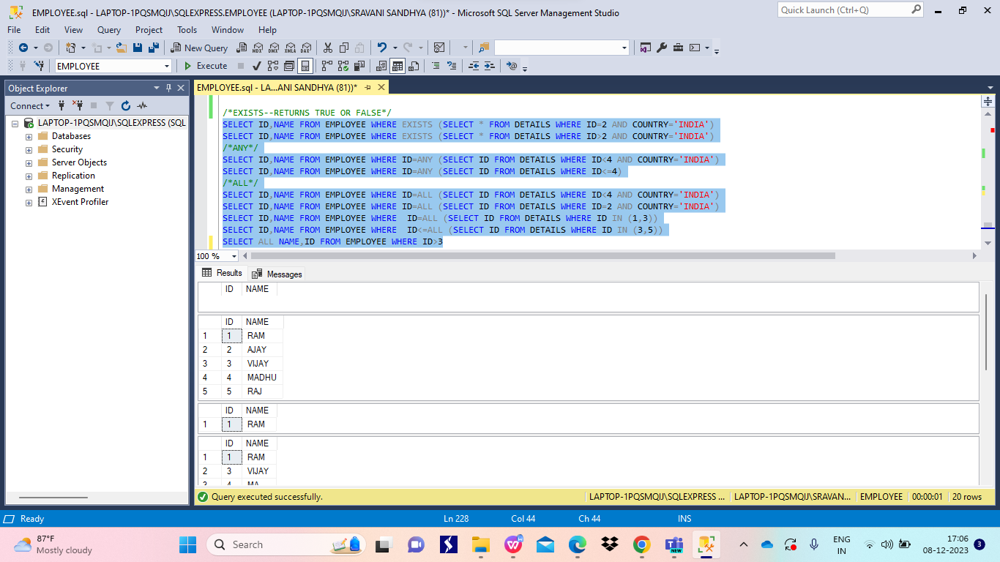 EMPLOYEE.sql - LAPTOP-1PQSMQIJ\SQLEXPRESS.EMPLOYEE (LAPTOP-1PQSMQIJ\SRAVANI SANDHYA (81))* - Microsoft SQL Server Management Studio
Quick Launch (Ctrl+Q)
File Edit View Query Project Tools Window Help
New Query
MDX DMX XMLA DAX
EMPLOYEE
Execute
Object Explorer
Connect
LAPTOP-1PQSMQIJ\SQLEXPRESS (SQL
Databases
Security
Server Objects
Replication
Management
XEvent Profiler
EMPLOYEE.sql - LA...ANI SANDHYA (81))*
/*EXISTS--RETURNS TRUE OR FALSE*/
SELECT ID,NAME FROM EMPLOYEE WHERE EXISTS (SELECT * FROM DETAILS WHERE ID=2 AND COUNTRY='INDIA')
SELECT ID,NAME FROM EMPLOYEE WHERE EXISTS (SELECT * FROM DETAILS WHERE ID>2 AND COUNTRY='INDIA')
/*ANY*/
SELECT ID,NAME FROM EMPLOYEE WHERE ID=ANY (SELECT ID FROM DETAILS WHERE ID<4 AND COUNTRY='INDIA')
SELECT ID,NAME FROM EMPLOYEE WHERE ID=ANY (SELECT ID FROM DETAILS WHERE ID<=4)
/*ALL*/
SELECT ID,NAME FROM EMPLOYEE WHERE ID=ALL (SELECT ID FROM DETAILS WHERE ID<4 AND COUNTRY='INDIA')
SELECT ID,NAME FROM EMPLOYEE WHERE ID=ALL (SELECT ID FROM DETAILS WHERE ID=2 AND COUNTRY='INDIA')
SELECT ID,NAME FROM EMPLOYEE WHERE  ID=ALL (SELECT ID FROM DETAILS WHERE ID IN (1,3))
SELECT ID,NAME FROM EMPLOYEE WHERE  ID<=ALL (SELECT ID FROM DETAILS WHERE ID IN (3,5))
SELECT ALL NAME,ID FROM EMPLOYEE WHERE ID>3
100 %
Results Messages
ID NAME
ID NAME
1 1 RAM
2 2 AJAY
3 3 VIJAY
4 4 MADHU
5 5 RAJ
ID NAME
1 1 RAM
ID NAME
1 1 RAM
2 3 VIJAY
Query executed successfully.
LAPTOP-1PQSMQIJ\SQLEXPRESS ... LAPTOP-1PQSMQIJ\SRAVAN... EMPLOYEE 00:00:01 20 rows
Ready Ln 228 Col 44 Ch 44 INS
87°F
Mostly cloudy
Search
NEW
ENG
IN
17:06
08-12-2023
3